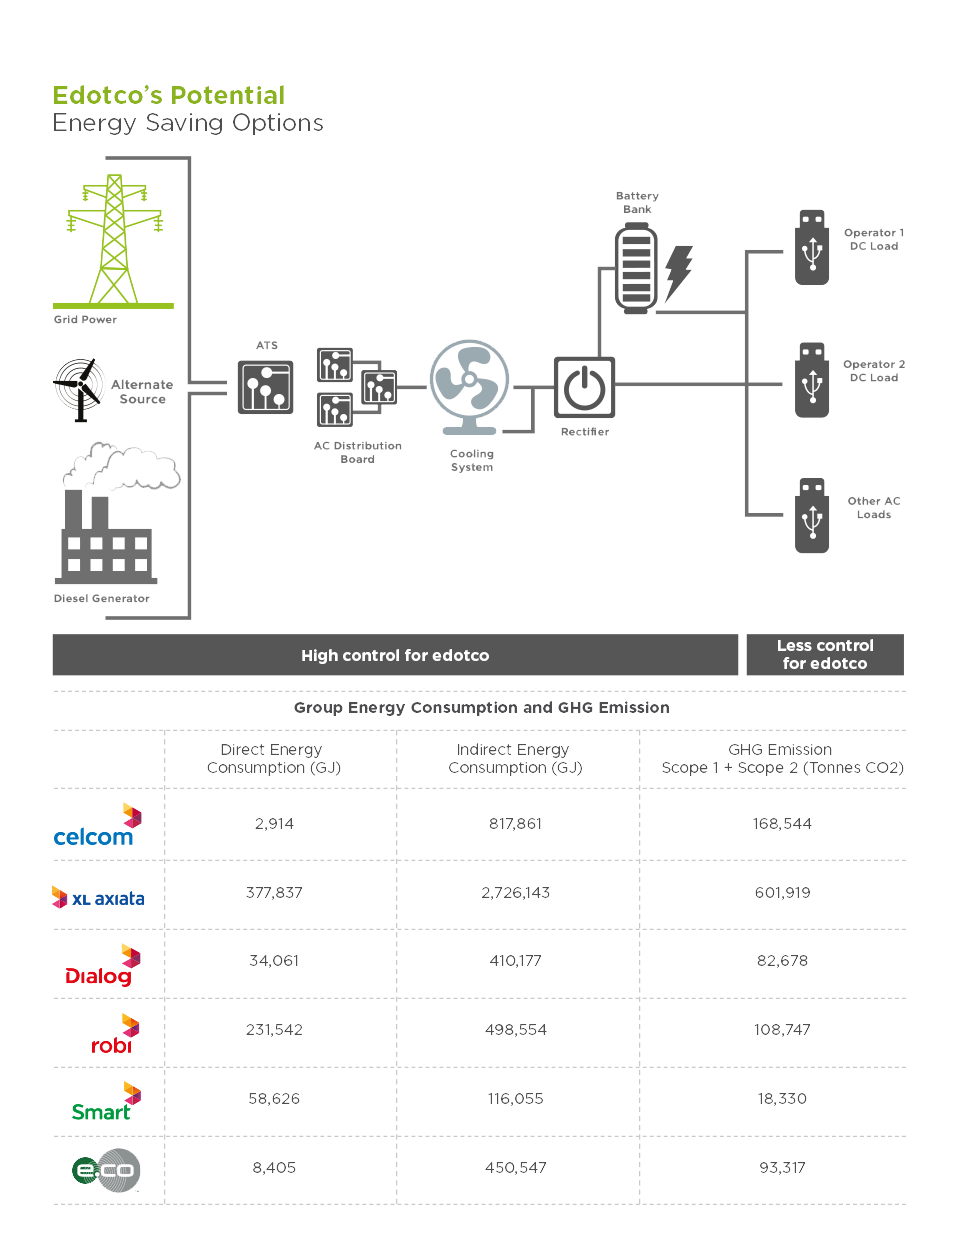 Edotco's Potential
Energy Saving Options
Grid Power
Alternate
Source
Diesel Generator
ATS
AC Distribution
Board
Cooling
System
Rectifier
Battery
Bank
Operator 1
DC Load
Operator 2
DC Load
Other AC
Loads
High control for edotco
Less control
for edotco
Group Energy Consumption and GHG Emission
Direct Energy
Consumption (GJ)
Indirect Energy
Consumption (GJ)
GHG Emission
Scope 1 + Scope 2 (Tonnes CO2)
celcom 2,914 817,861 168,544
XL axiata 377,837 2,726,143 601,919
Dialog 34,061 410,177 82,678
robi 231,542 498,554 108,747
Smart 58,626 116,055 18,330
e.co 8,405 450,547 93,317